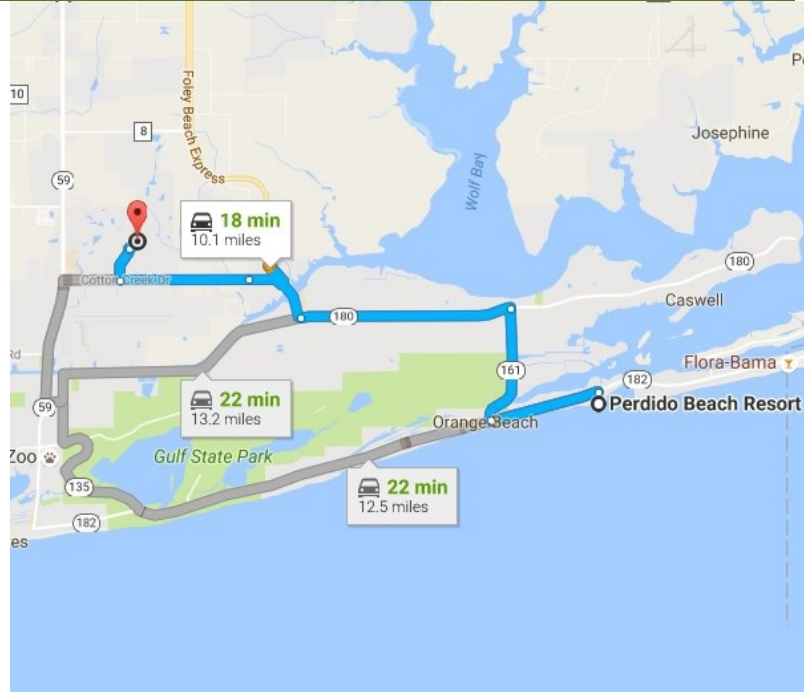 10
8
Foley Beach Express
59
Josephine
Wolf Bay
18 min
10.1 miles
180
Cotton Creek Dr
Caswell
180
Rd
161
Flora-Bama
22 min
13.2 miles
182
59
Perdido Beach Resort
Orange Beach
Zoo
Gulf State Park
135
22 min
12.5 miles
182
es